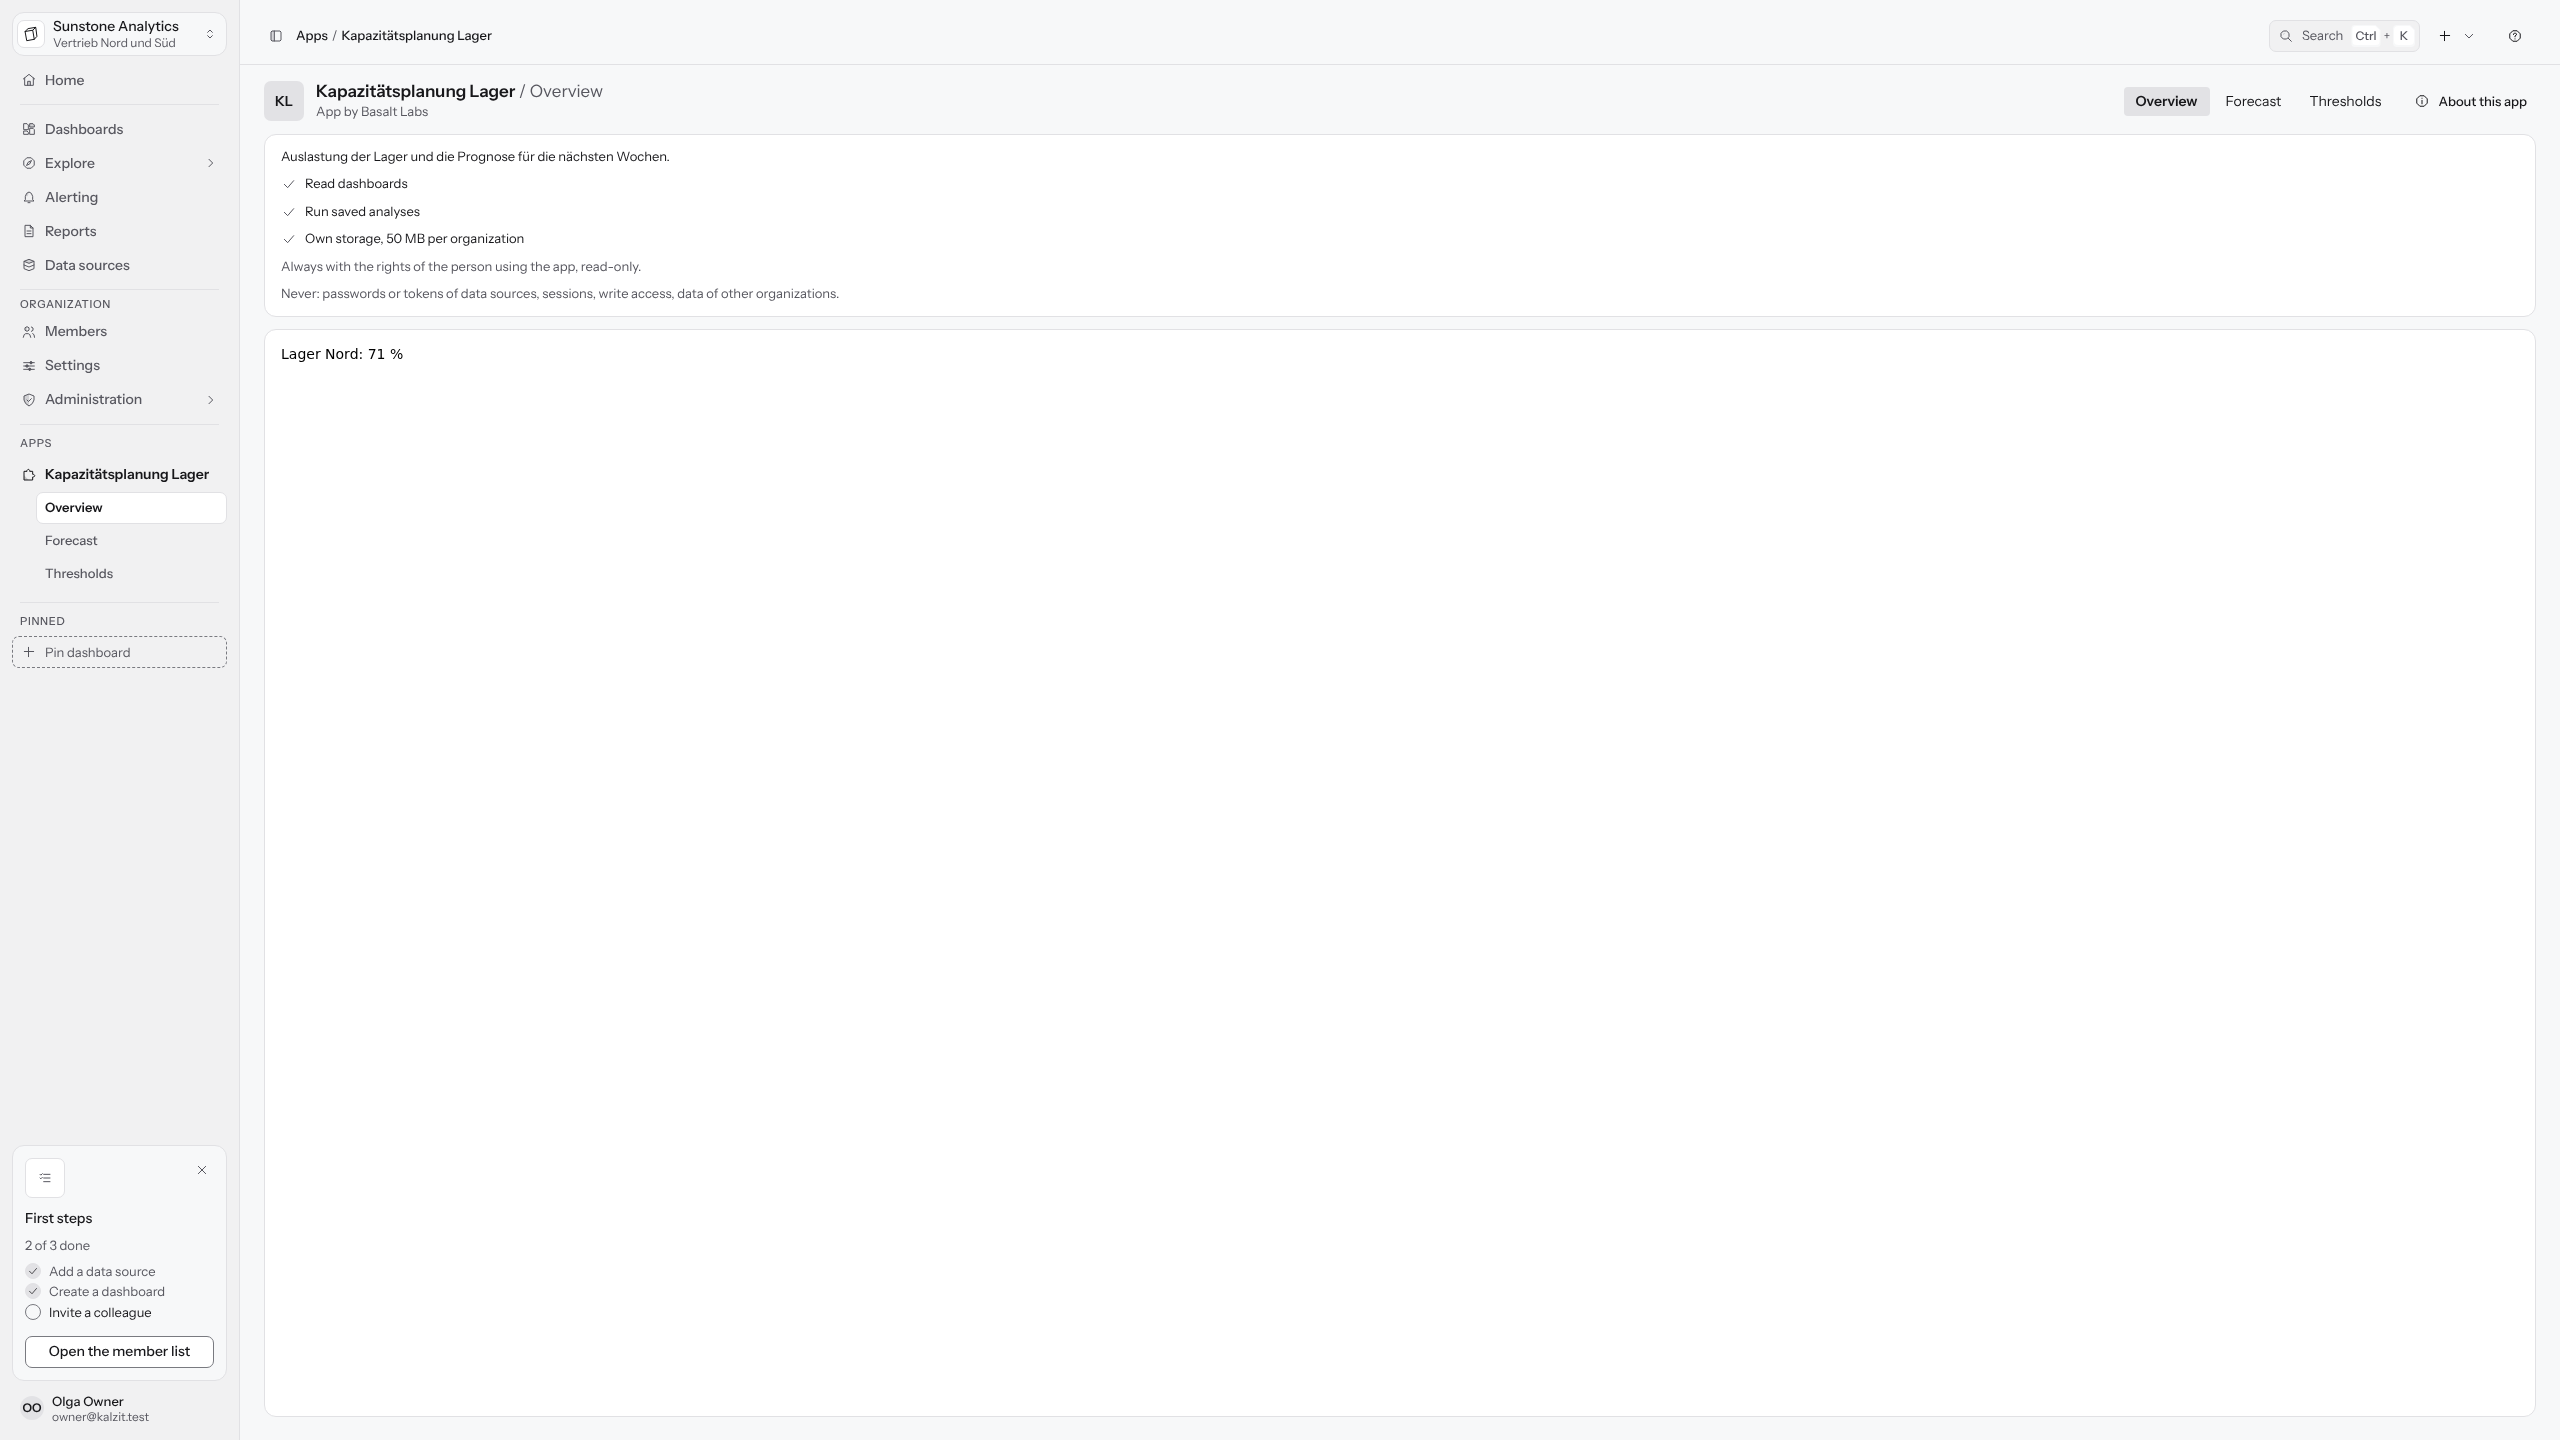 Sunstone Analytics
Vertrieb Nord und Süd
Home
Dashboards
Explore
Alerting
Reports
Data sources
ORGANIZATION
Members
Settings
Administration
APPS
Kapazitätsplanung Lager
Overview
Forecast
Thresholds
PINNED
Pin dashboard
First steps
2 of 3 done
Add a data source
Create a dashboard
Invite a colleague
Open the member list
OO
Olga Owner
owner@kalzit.test
Apps / Kapazitätsplanung Lager
Search Ctrl + K
KL
Kapazitätsplanung Lager / Overview
App by Basalt Labs
Overview Forecast Thresholds About this app
Auslastung der Lager und die Prognose für die nächsten Wochen.
Read dashboards
Run saved analyses
Own storage, 50 MB per organization
Always with the rights of the person using the app, read-only.
Never: passwords or tokens of data sources, sessions, write access, data of other organizations.
Lager Nord: 71 %